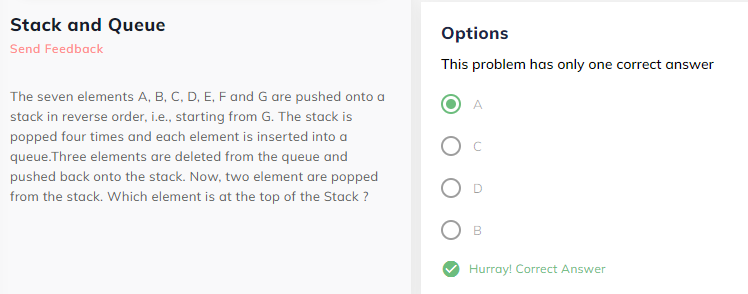 Stack and Queue
Send Feedback
The seven elements A, B, C, D, E, F and G are pushed onto a
stack in reverse order, i.e., starting from G. The stack is
popped four times and each element is inserted into a
queue.Three elements are deleted from the queue and
pushed back onto the stack. Now, two element are popped
from the stack. Which element is at the top of the Stack ?
Options
This problem has only one correct answer
A
C
D
B
Hurray! Correct Answer